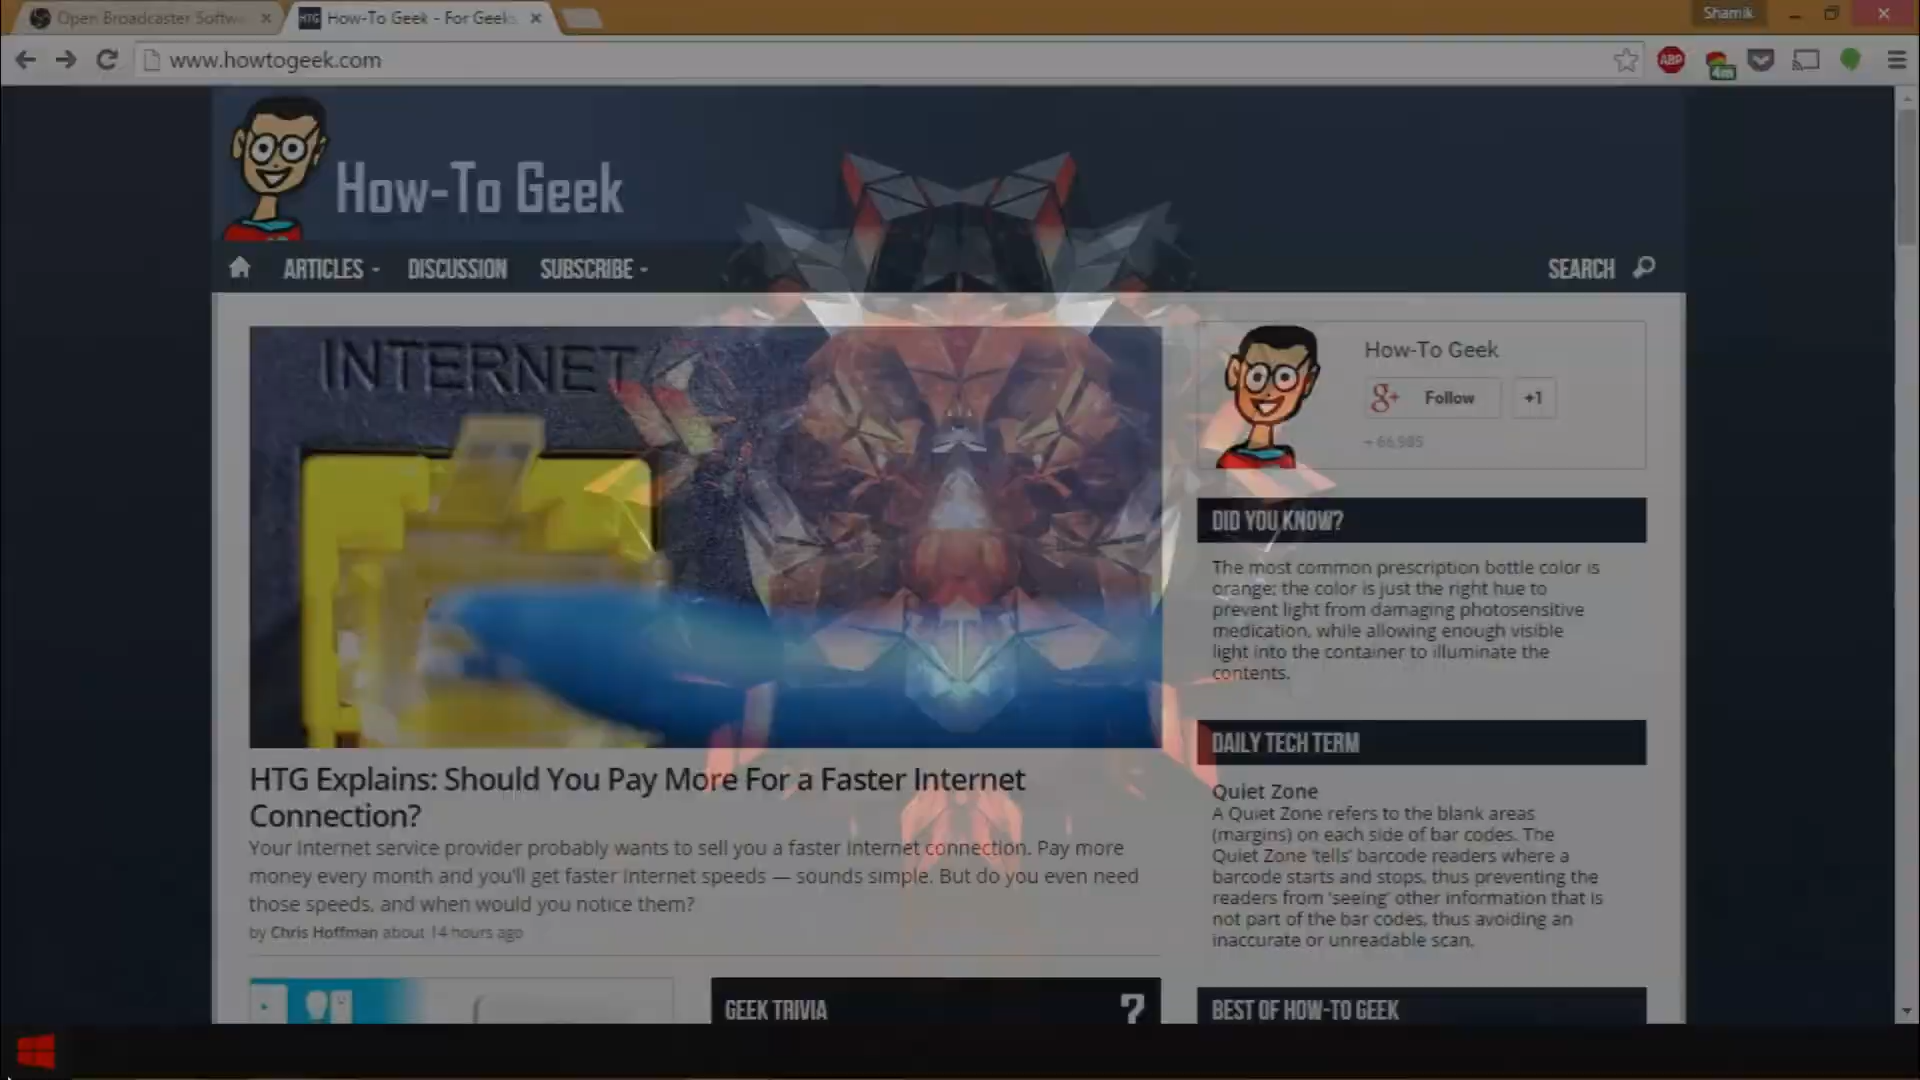 Open Broadcaster Softw
How-To Geek - For Geeks
Shamik
www.howtogeek.com
ABP
4m
How-To Geek
ARTICLES
DISCUSSION
SUBSCRIBE
SEARCH
INTERNET
How-To Geek
g+ Follow
+1
+ 66,985
DID YOU KNOW?
The most common prescription bottle color is
orange; the color is just the right hue to
prevent light from damaging photosensitive
medication, while allowing enough visible
light into the container to illuminate the
contents.
DAILY TECH TERM
Quiet Zone
A Quiet Zone refers to the blank areas
(margins) on each side of bar codes. The
Quiet Zone 'tells' barcode readers where a
barcode starts and stops, thus preventing the
readers from 'seeing' other information that is
not part of the bar codes, thus avoiding an
inaccurate or unreadable scan.
HTG Explains: Should You Pay More For a Faster Internet
Connection?
Your Internet service provider probably wants to sell you a faster Internet connection. Pay more
money every month and you'll get faster Internet speeds — sounds simple. But do you even need
those speeds, and when would you notice them?
by Chris Hoffman about 14 hours ago
GEEK TRIVIA
?
BEST OF HOW-TO GEEK